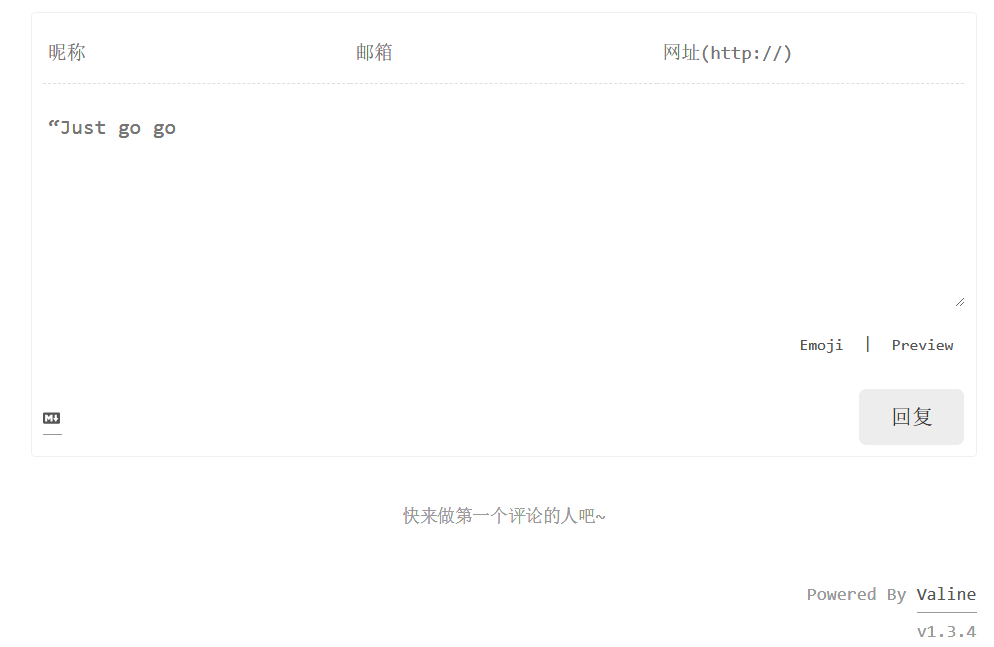 昵称 邮箱 网址(http://)
“Just go go
Emoji | Preview
M↓ 回复
快来做第一个评论的人吧~
Powered By Valine
v1.3.4